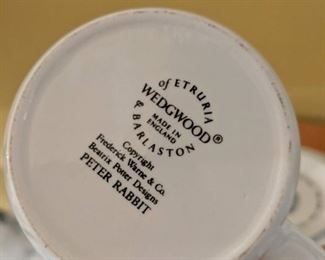 of ETRURIA
WEDGWOOD®
MADE IN
ENGLAND
& BARLASTON
Copyright
Frederick Warne & Co.
Beatrix Potter Designs
PETER RABBIT